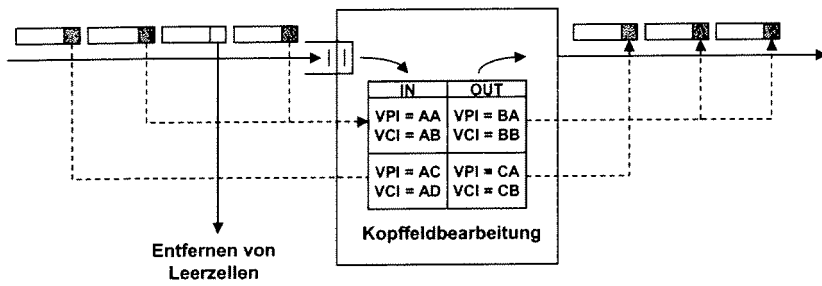 IN OUT
VPI = AA VPI = BA
VCI = AB VCI = BB
VPI = AC VPI = CA
VCI = AD VCI = CB
Kopffeldbearbeitung
Entfernen von
Leerzellen